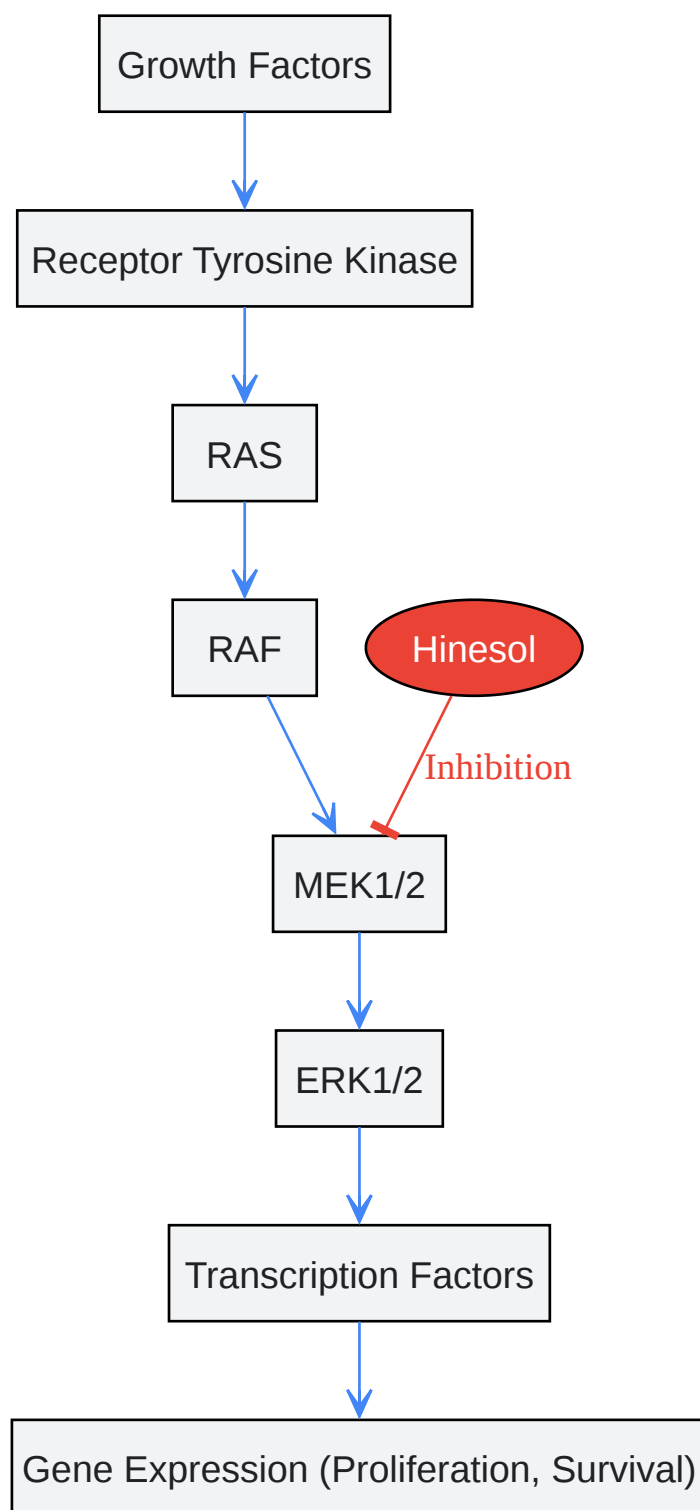 Growth Factors
Receptor Tyrosine Kinase
RAS
RAF
Hinesol
Inhibition
MEK1/2
ERK1/2
Transcription Factors
Gene Expression (Proliferation, Survival)